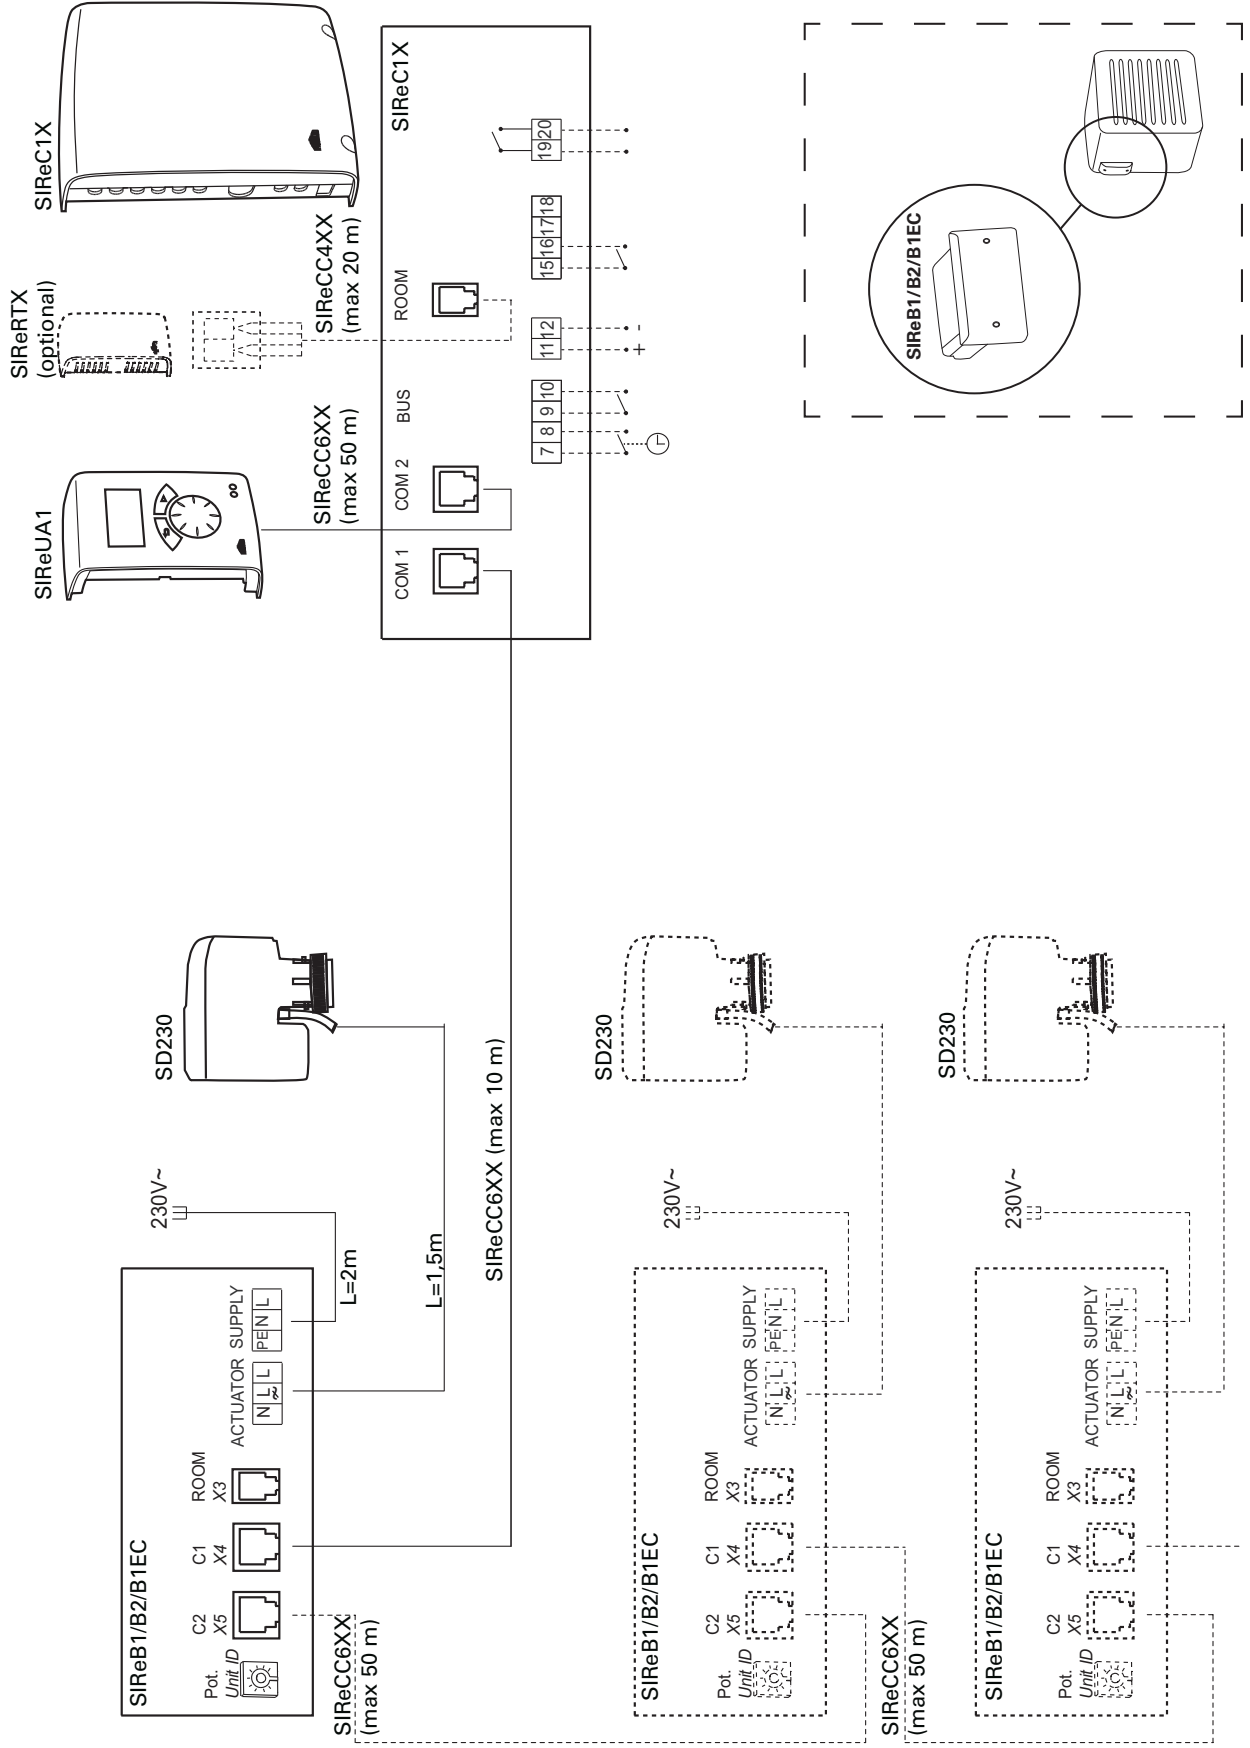 SIReB1/B2/B1EC
Pot.
Unit ID
C2
X5
C1
X4
ROOM
X3
ACTUATOR
N L L
SUPPLY
PE N L
230V~
L=2m
L=1,5m
SD230
SIReCC6XX (max 10 m)
SIReCC6XX
(max 50 m)
SIReUA1
SIReRTX
(optional)
SIReC1X
SIReCC6XX
(max 50 m)
SIReCC4XX
(max 20 m)
SIReC1X
COM 1
COM 2
BUS
ROOM
7 8 9 10
11 12
15 16 17 18
19 20
+ -
SIReB1/B2/B1EC
Pot.
Unit ID
C2
X5
C1
X4
ROOM
X3
ACTUATOR
N L L
SUPPLY
PE N L
230V~
SD230
SIReCC6XX
(max 50 m)
SIReB1/B2/B1EC
Pot.
Unit ID
C2
X5
C1
X4
ROOM
X3
ACTUATOR
N L L
SUPPLY
PE N L
230V~
SD230
SIReB1/B2/B1EC